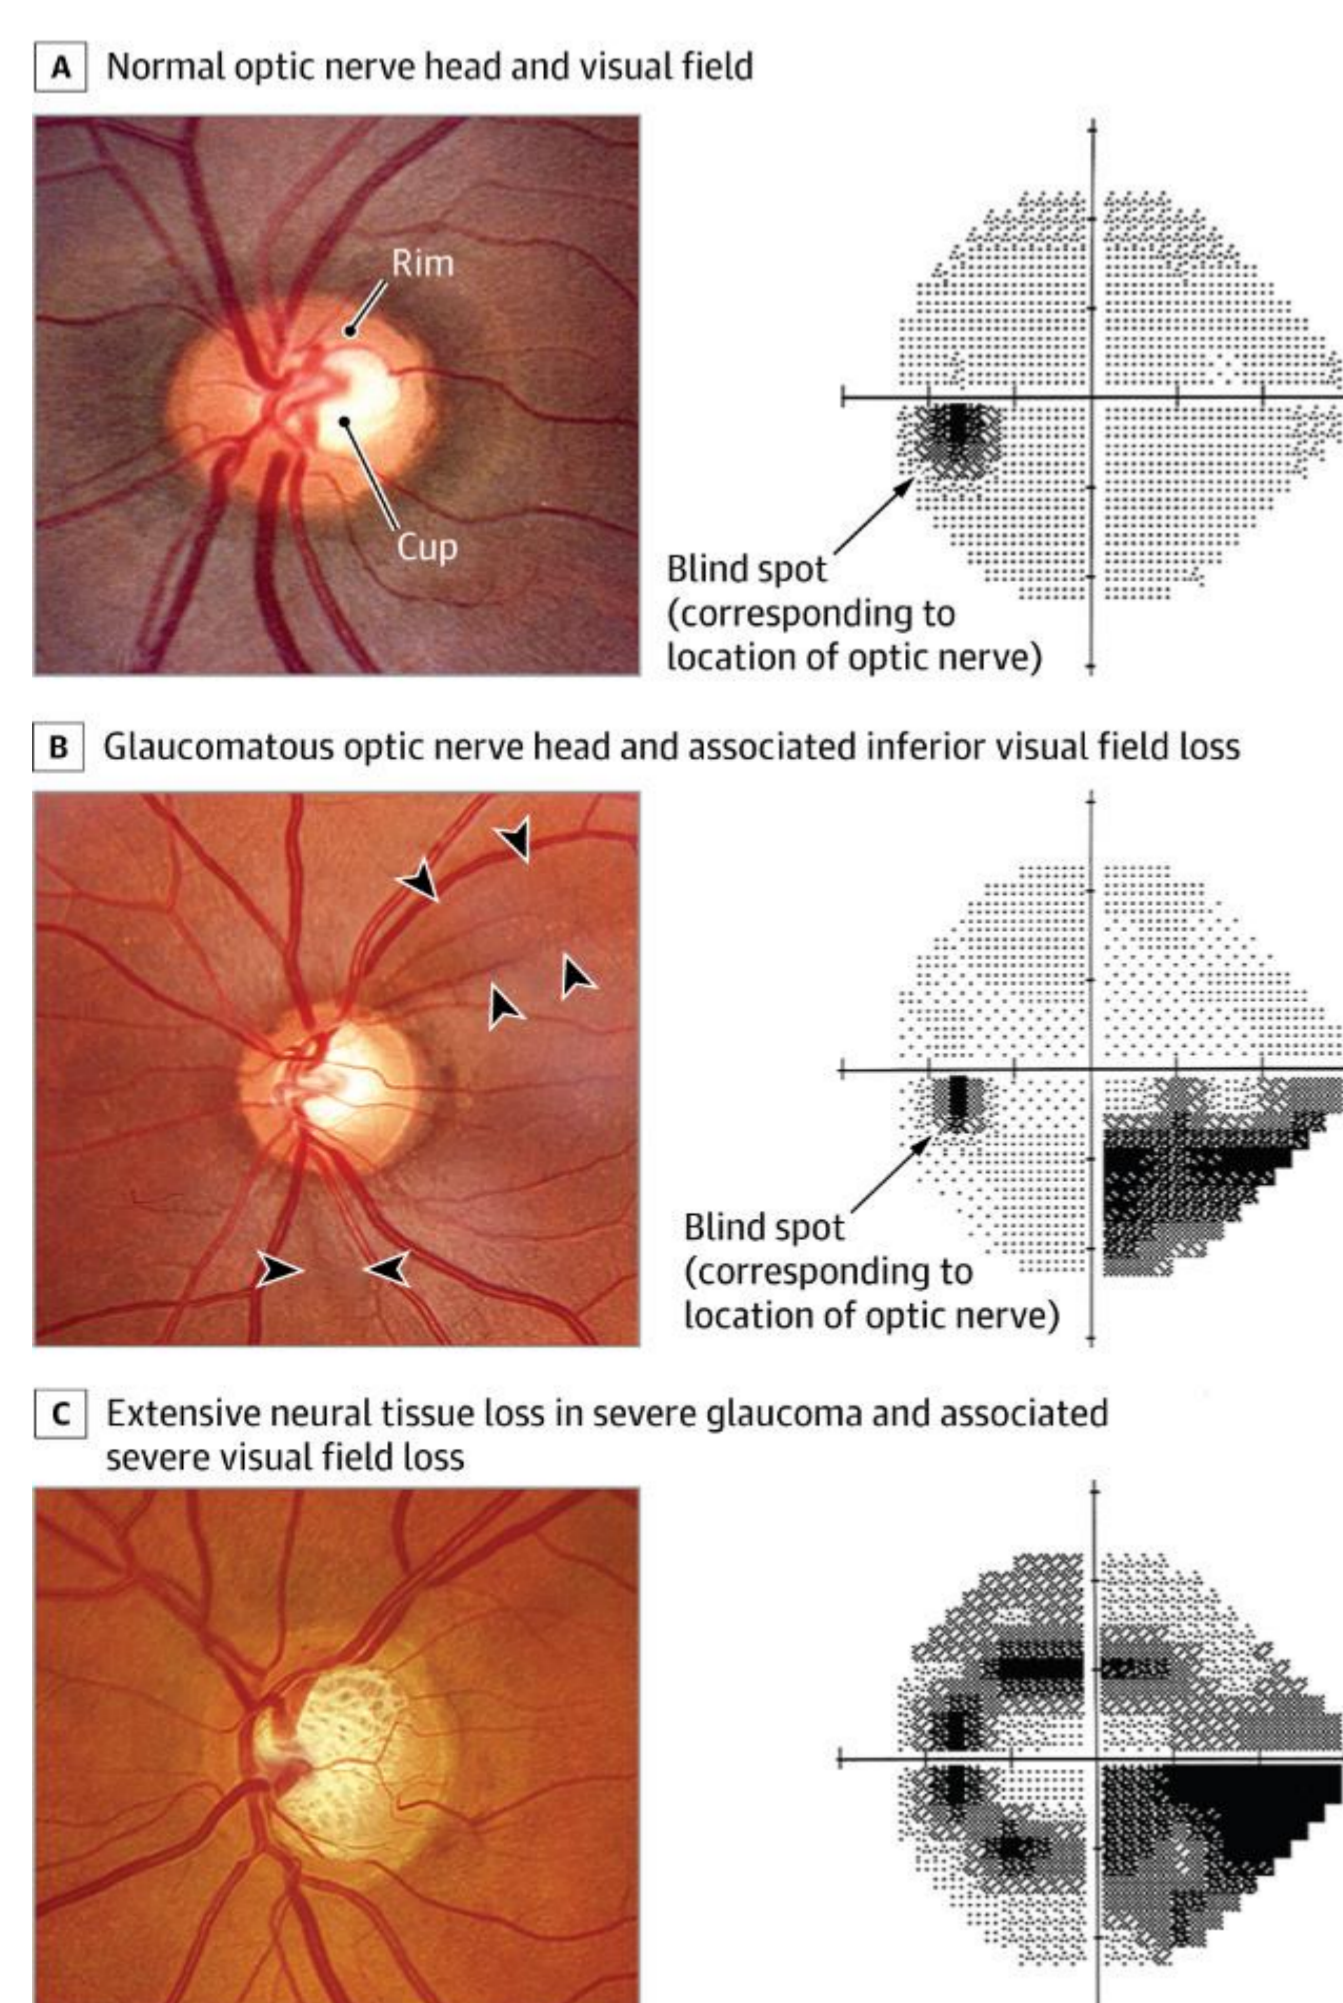 A Normal optic nerve head and visual field
Rim
Cup
Blind spot
(corresponding to
location of optic nerve)
B Glaucomatous optic nerve head and associated inferior visual field loss
Blind spot
(corresponding to
location of optic nerve)
C Extensive neural tissue loss in severe glaucoma and associated
severe visual field loss